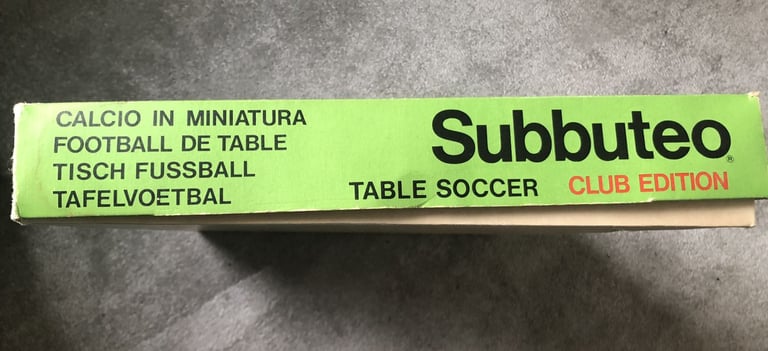 CALCIO IN MINIATURA
FOOTBALL DE TABLE
TISCH FUSSBALL
TAFELVOETBAL
Subbuteo®
TABLE SOCCER CLUB EDITION